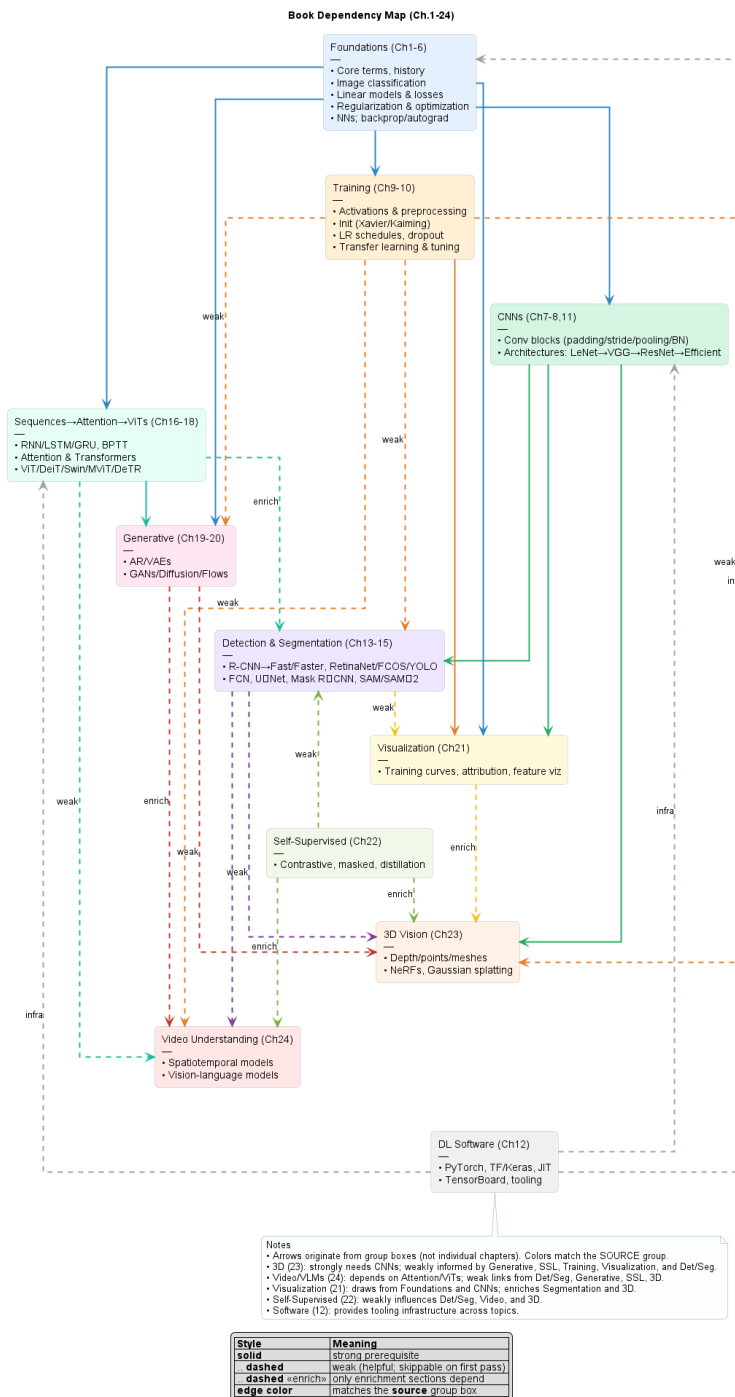 Book Dependency Map (Ch.1-24)
Foundations (Ch1-6)
—
• Core terms, history
• Image classification
• Linear models & losses
• Regularization & optimization
• NNs; backprop/autograd
Training (Ch9-10)
—
• Activations & preprocessing
• Init (Xavier/Kaiming)
• LR schedules, dropout
• Transfer learning & tuning
weak
CNNs (Ch7-8,11)
—
• Conv blocks (padding/stride/pooling/BN)
• Architectures: LeNet→VGG→ResNet→Efficient
Sequences→Attention→ViTs (Ch16-18)
—
• RNN/LSTM/GRU, BPTT
• Attention & Transformers
• ViT/DeiT/Swin/MViT/DeTR
weak
enrich
Generative (Ch19-20)
—
• AR/VAEs
• GANs/Diffusion/Flows
weak
in
weak
Detection & Segmentation (Ch13-15)
—
• R-CNN→Fast/Faster, RetinaNet/FCOS/YOLO
• FCN, U□Net, Mask R□CNN, SAM/SAM□2
weak
Visualization (Ch21)
—
• Training curves, attribution, feature viz
weak
weak
enrich
infra
Self-Supervised (Ch22)
—
• Contrastive, masked, distillation
enrich
weak
weak
enrich
3D Vision (Ch23)
—
• Depth/points/meshes
• NeRFs, Gaussian splatting
enrich
infra
Video Understanding (Ch24)
—
• Spatiotemporal models
• Vision-language models
DL Software (Ch12)
—
• PyTorch, TF/Keras, JIT
• TensorBoard, tooling
Notes
• Arrows originate from group boxes (not individual chapters). Colors match the SOURCE group.
• 3D (23): strongly needs CNNs; weakly informed by Generative, SSL, Training, Visualization, and Det/Seg.
• Video/VLMs (24): depends on Attention/ViTs; weak links from Det/Seg, Generative, SSL, 3D.
• Visualization (21): draws from Foundations and CNNs; enriches Segmentation and 3D.
• Self-Supervised (22): weakly influences Det/Seg, Video, and 3D.
• Software (12): provides tooling infrastructure across topics.
Style Meaning
solid strong prerequisite
.. dashed weak (helpful; skippable on first pass)
.. dashed «enrich» only enrichment sections depend
edge color matches the source group box